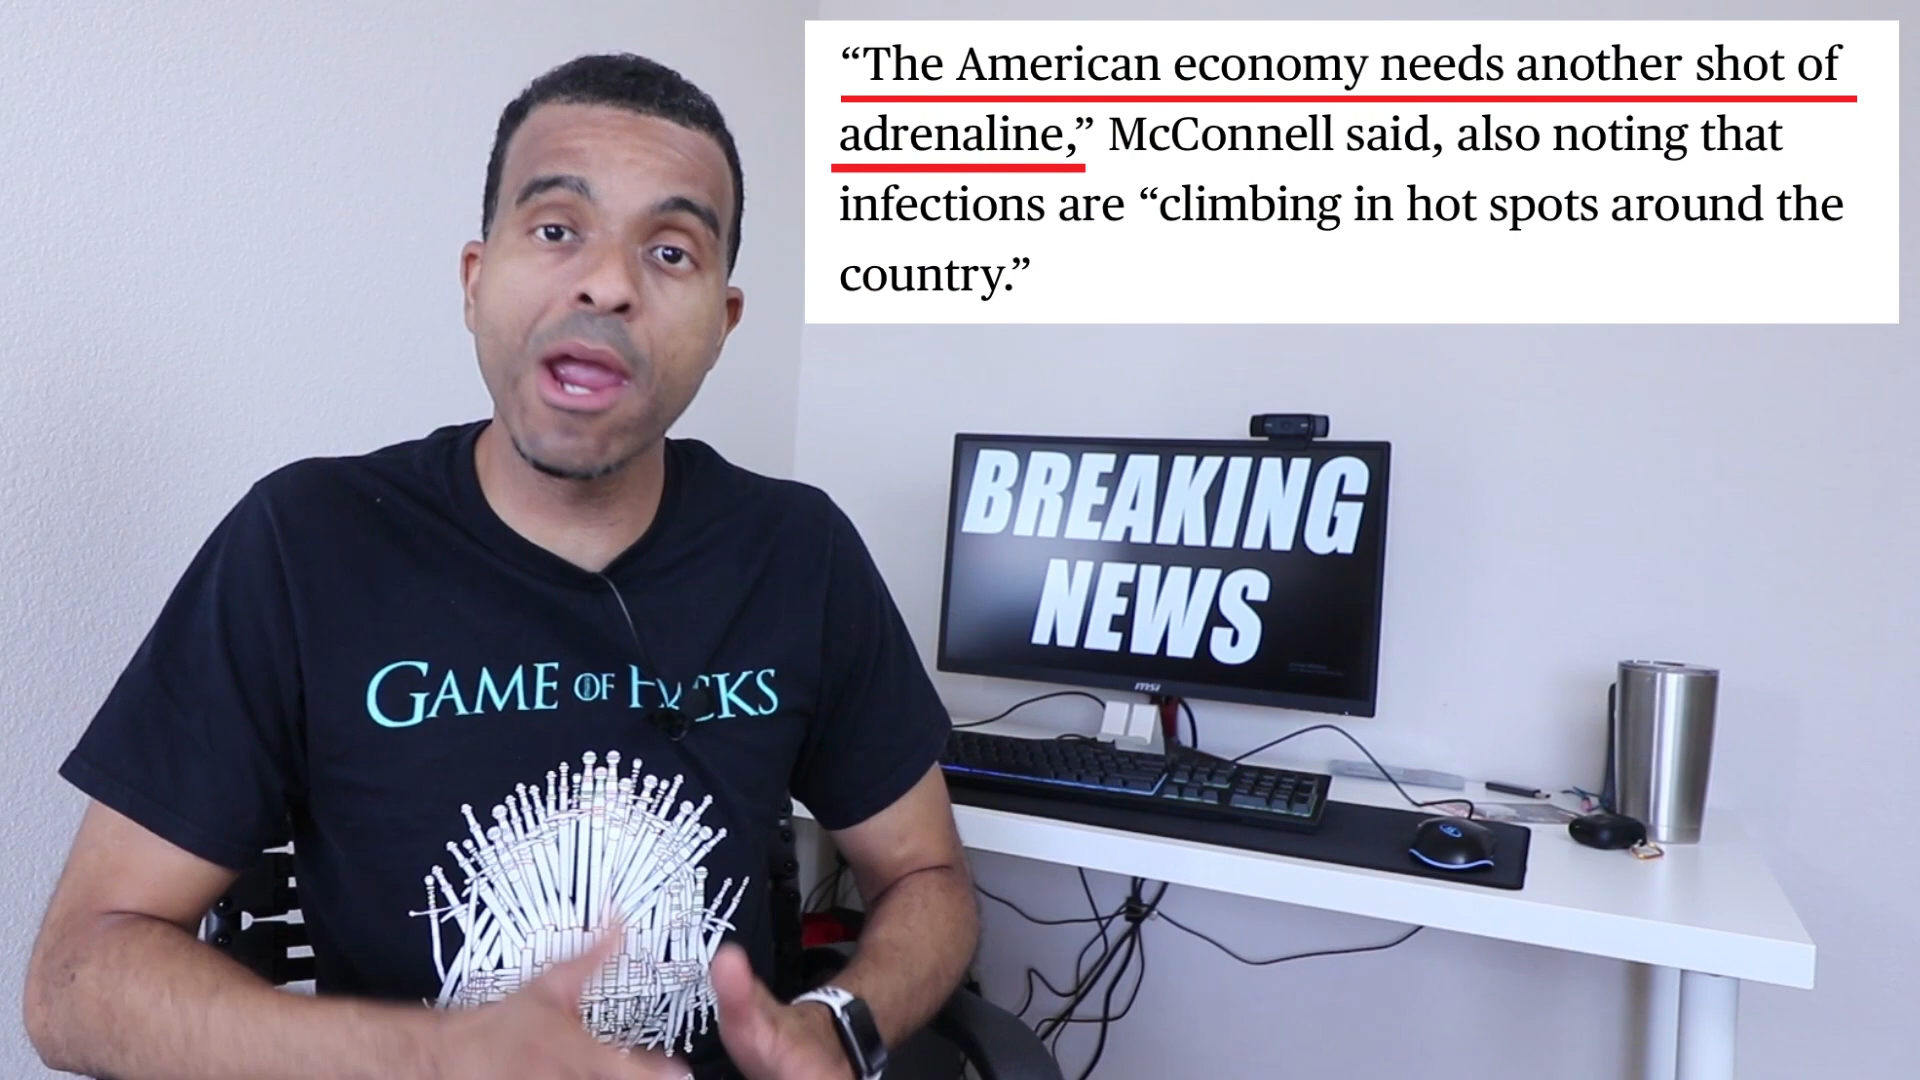 “The American economy needs another shot of
adrenaline,” McConnell said, also noting that
infections are “climbing in hot spots around the
country.”
BREAKING
NEWS
msi
GAME OF